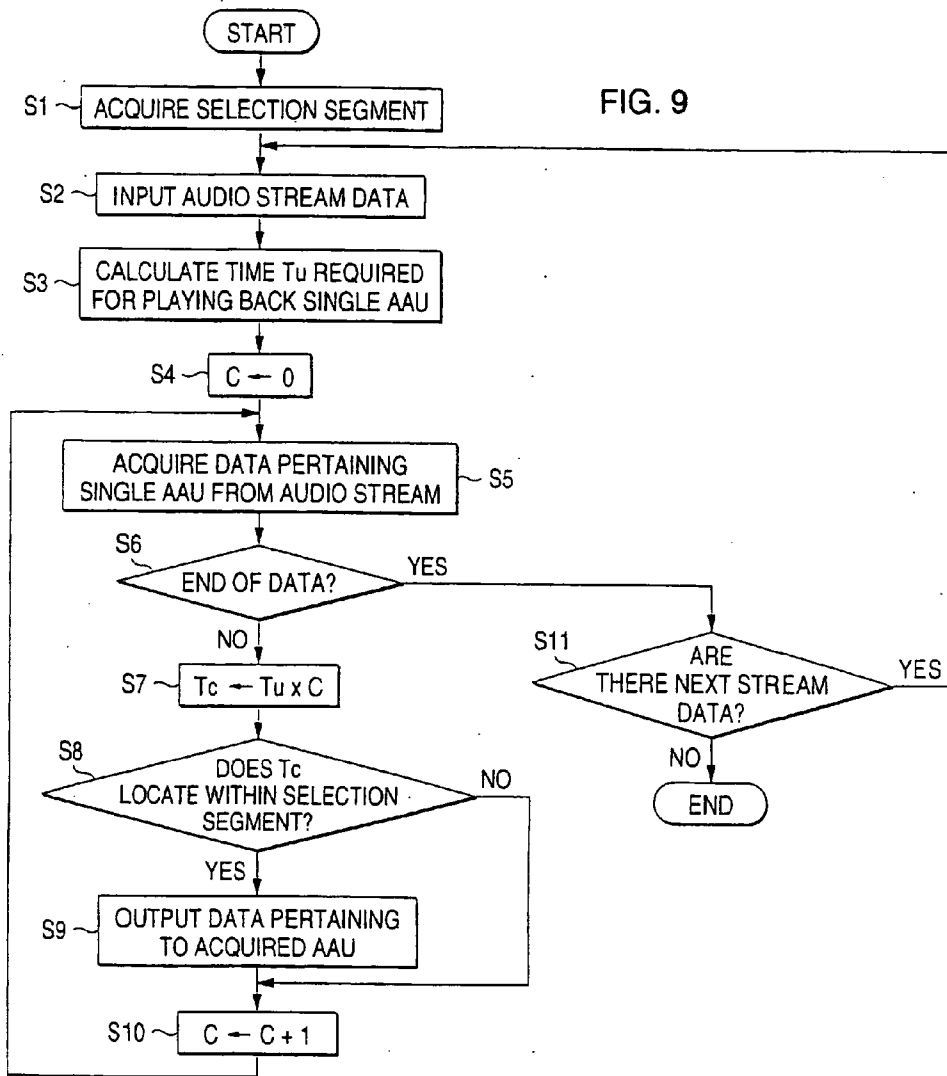 START
FIG. 9
S1
ACQUIRE SELECTION SEGMENT
S2
INPUT AUDIO STREAM DATA
S3
CALCULATE TIME Tu REQUIRED
FOR PLAYING BACK SINGLE AAU
S4
C ← 0
ACQUIRE DATA PERTAINING
SINGLE AAU FROM AUDIO STREAM
S5
S6
END OF DATA?
YES
NO
S7
Tc ← Tu x C
S8
DOES Tc
LOCATE WITHIN SELECTION
SEGMENT?
NO
YES
S9
OUTPUT DATA PERTAINING
TO ACQUIRED AAU
S10
C ← C + 1
S11
ARE
THERE NEXT STREAM
DATA?
YES
NO
END